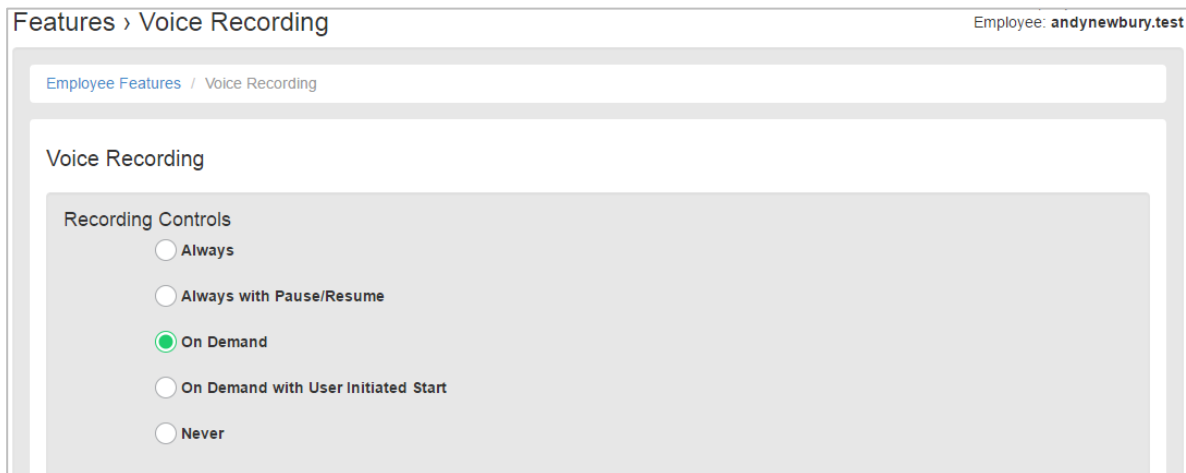 Features › Voice Recording
Employee: andynewbury.test
Employee Features / Voice Recording
Voice Recording
Recording Controls
Always
Always with Pause/Resume
On Demand
On Demand with User Initiated Start
Never